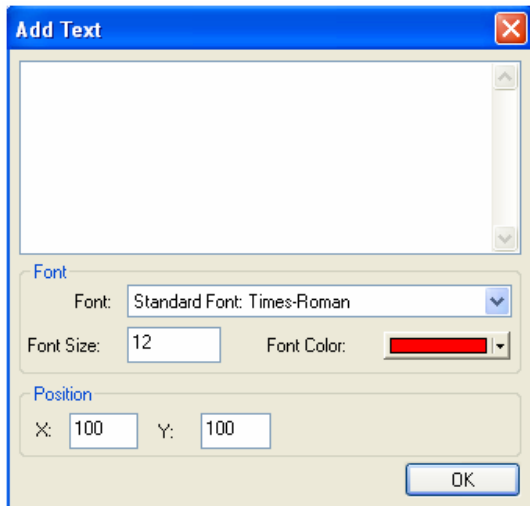 Add Text
Font
Font: Standard Font: Times-Roman
Font Size: 12 Font Color:
Position
X: 100 Y: 100
OK